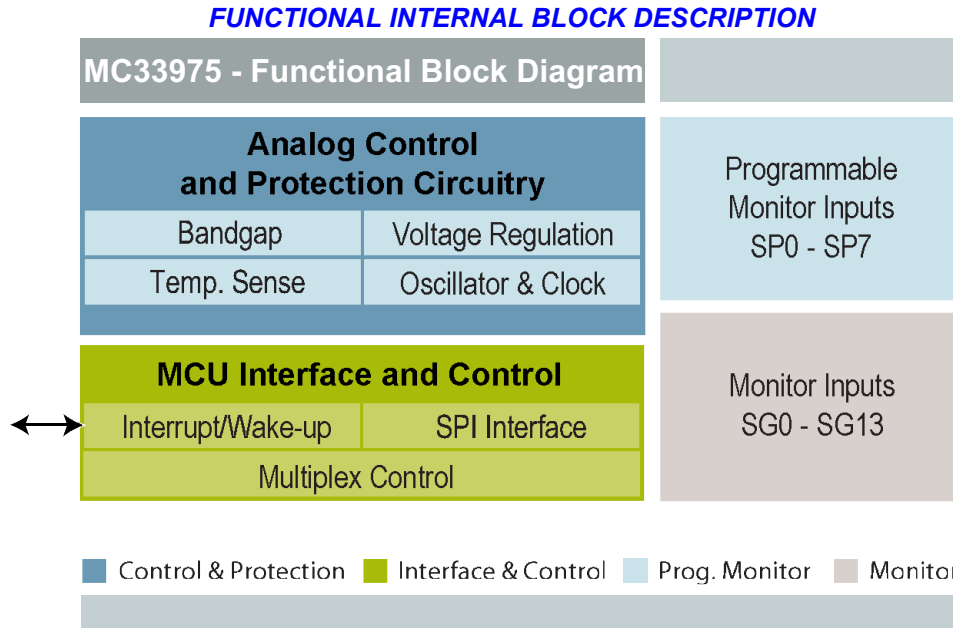 FUNCTIONAL INTERNAL BLOCK DESCRIPTION
MC33975 - Functional Block Diagram
Analog Control
and Protection Circuitry
Bandgap
Voltage Regulation
Temp. Sense
Oscillator & Clock
Programmable
Monitor Inputs
SP0 - SP7
MCU Interface and Control
Interrupt/Wake-up
SPI Interface
Multiplex Control
Monitor Inputs
SG0 - SG13
Control & Protection
Interface & Control
Prog. Monitor
Monitor